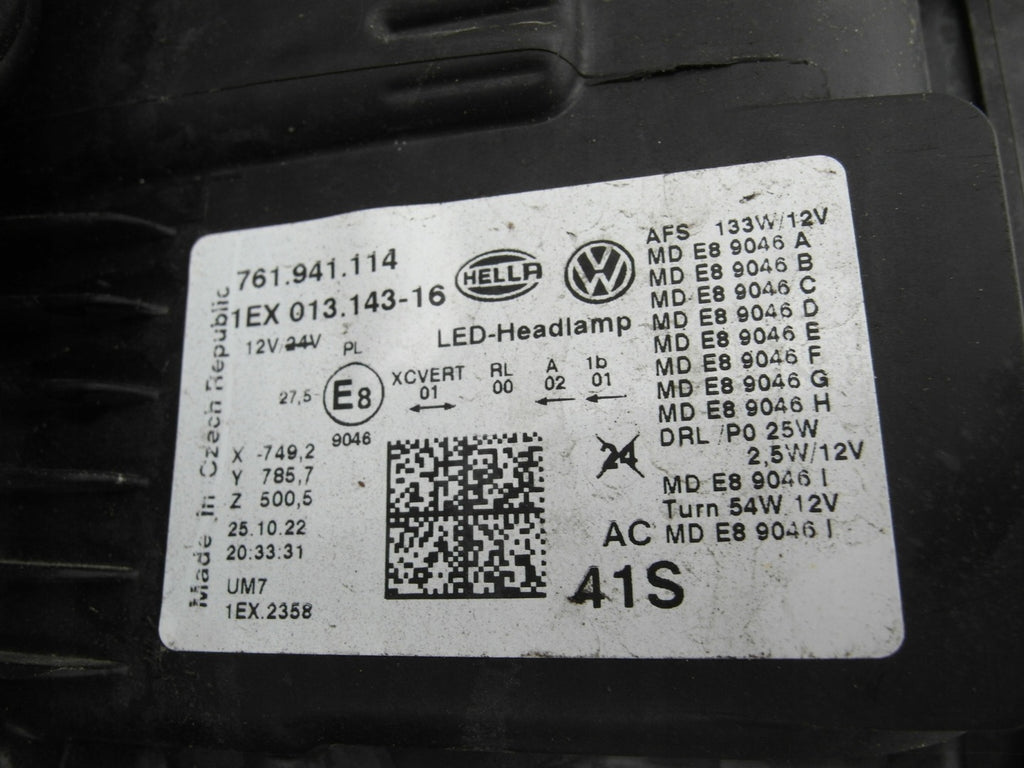 761.941.114
1EX 013.143-16
12V/24V PL
HELLA
LED-Headlamp
27,5
E8
9046
XCVERT
01
RL
00
A
02
1b
01
X -749,2
Y 785,7
Z 500,5
25.10.22
20:33:31
UM7
1EX.2358
Made In Czech Republic
24
AC
41S
AFS 133W/12V
MD E8 9046 A
MD E8 9046 B
MD E8 9046 C
MD E8 9046 D
MD E8 9046 E
MD E8 9046 F
MD E8 9046 G
MD E8 9046 H
DRL /P0 25W
2,5W/12V
MD E8 9046 I
Turn 54W 12V
MD E8 9046 I